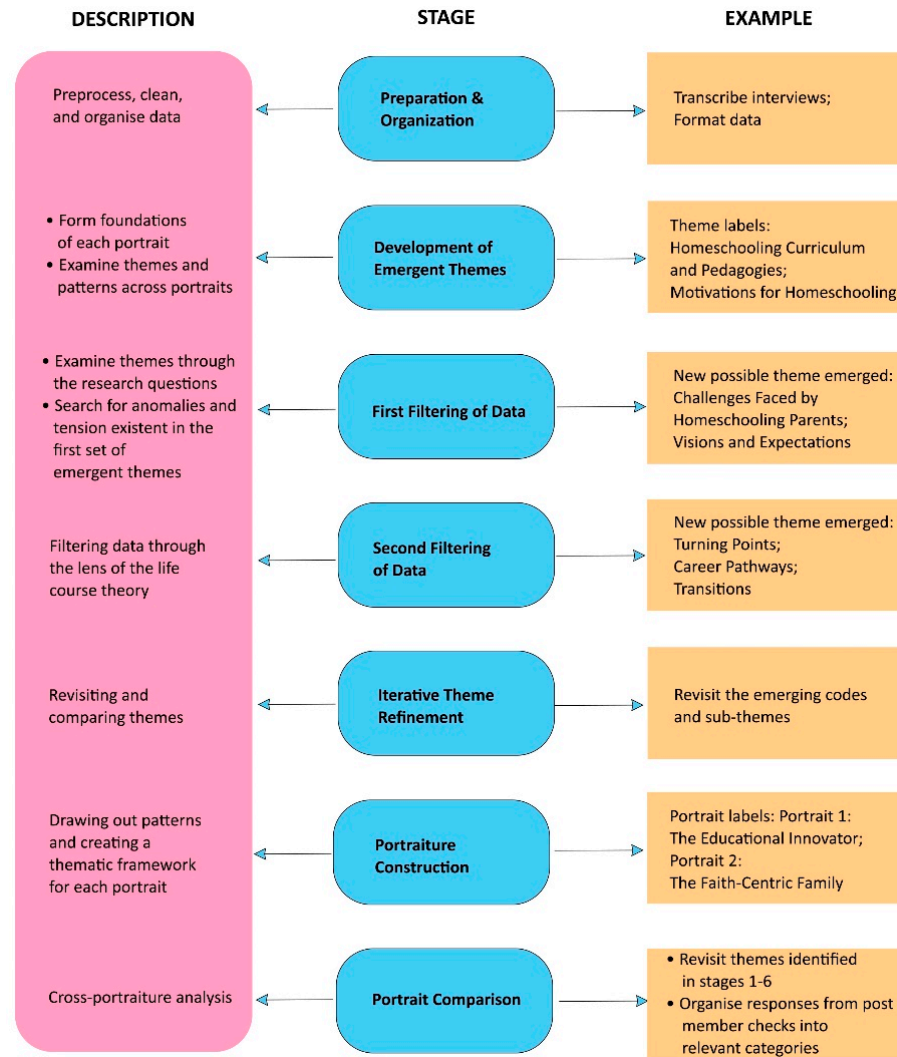 DESCRIPTION
STAGE
EXAMPLE
Preprocess, clean,
and organise data
Preparation &
Organization
Transcribe interviews;
Format data
• Form foundations
of each portrait
• Examine themes and
patterns across portraits
Development of
Emergent Themes
Theme labels:
Homeschooling Curriculum
and Pedagogies;
Motivations for Homeschooling
• Examine themes through
the research questions
• Search for anomalies and
tension existent in the
first set of
emergent themes
First Filtering of Data
New possible theme emerged:
Challenges Faced by
Homeschooling Parents;
Visions and Expectations
Filtering data through
the lens of the life
course theory
Second Filtering
of Data
New possible theme emerged:
Turning Points;
Career Pathways;
Transitions
Revisiting and
comparing themes
Iterative Theme
Refinement
Revisit the emerging codes
and sub-themes
Drawing out patterns
and creating a
thematic framework
for each portrait
Portraiture
Construction
Portrait labels: Portrait 1:
The Educational Innovator;
Portrait 2:
The Faith-Centric Family
Cross-portraiture analysis
Portrait Comparison
• Revisit themes identified
in stages 1-6
• Organise responses from post
member checks into
relevant categories